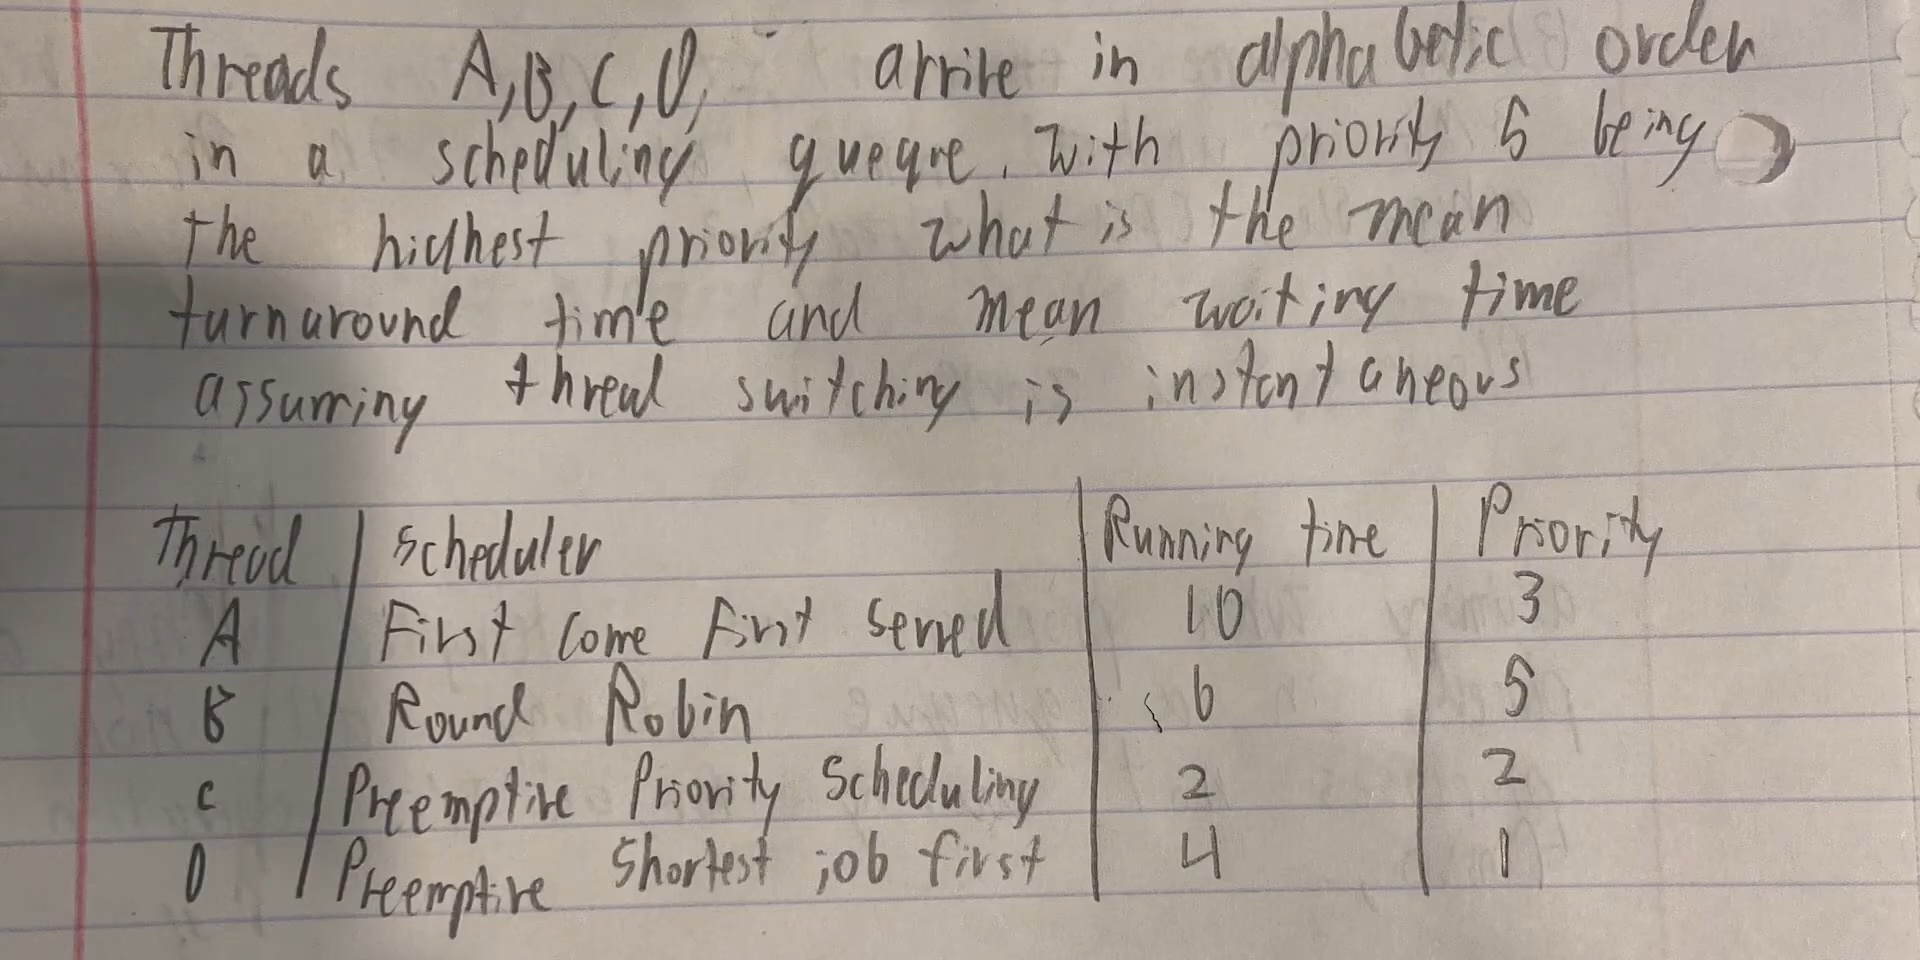 Threads A, B, C, D, arrive in alphabetic order
in a scheduling queque. With priority 5 being
the highest priority what is the mean
turnaround time and mean waiting time
assuming thread switching is instantaneous
Thread | Scheduler | Running time | Priority
A | First Come First Served | 10 | 3
B | Round Robin | 6 | 5
C | Preemptive Priority Scheduling | 2 | 2
D | Preemptive Shortest job first | 4 | 1